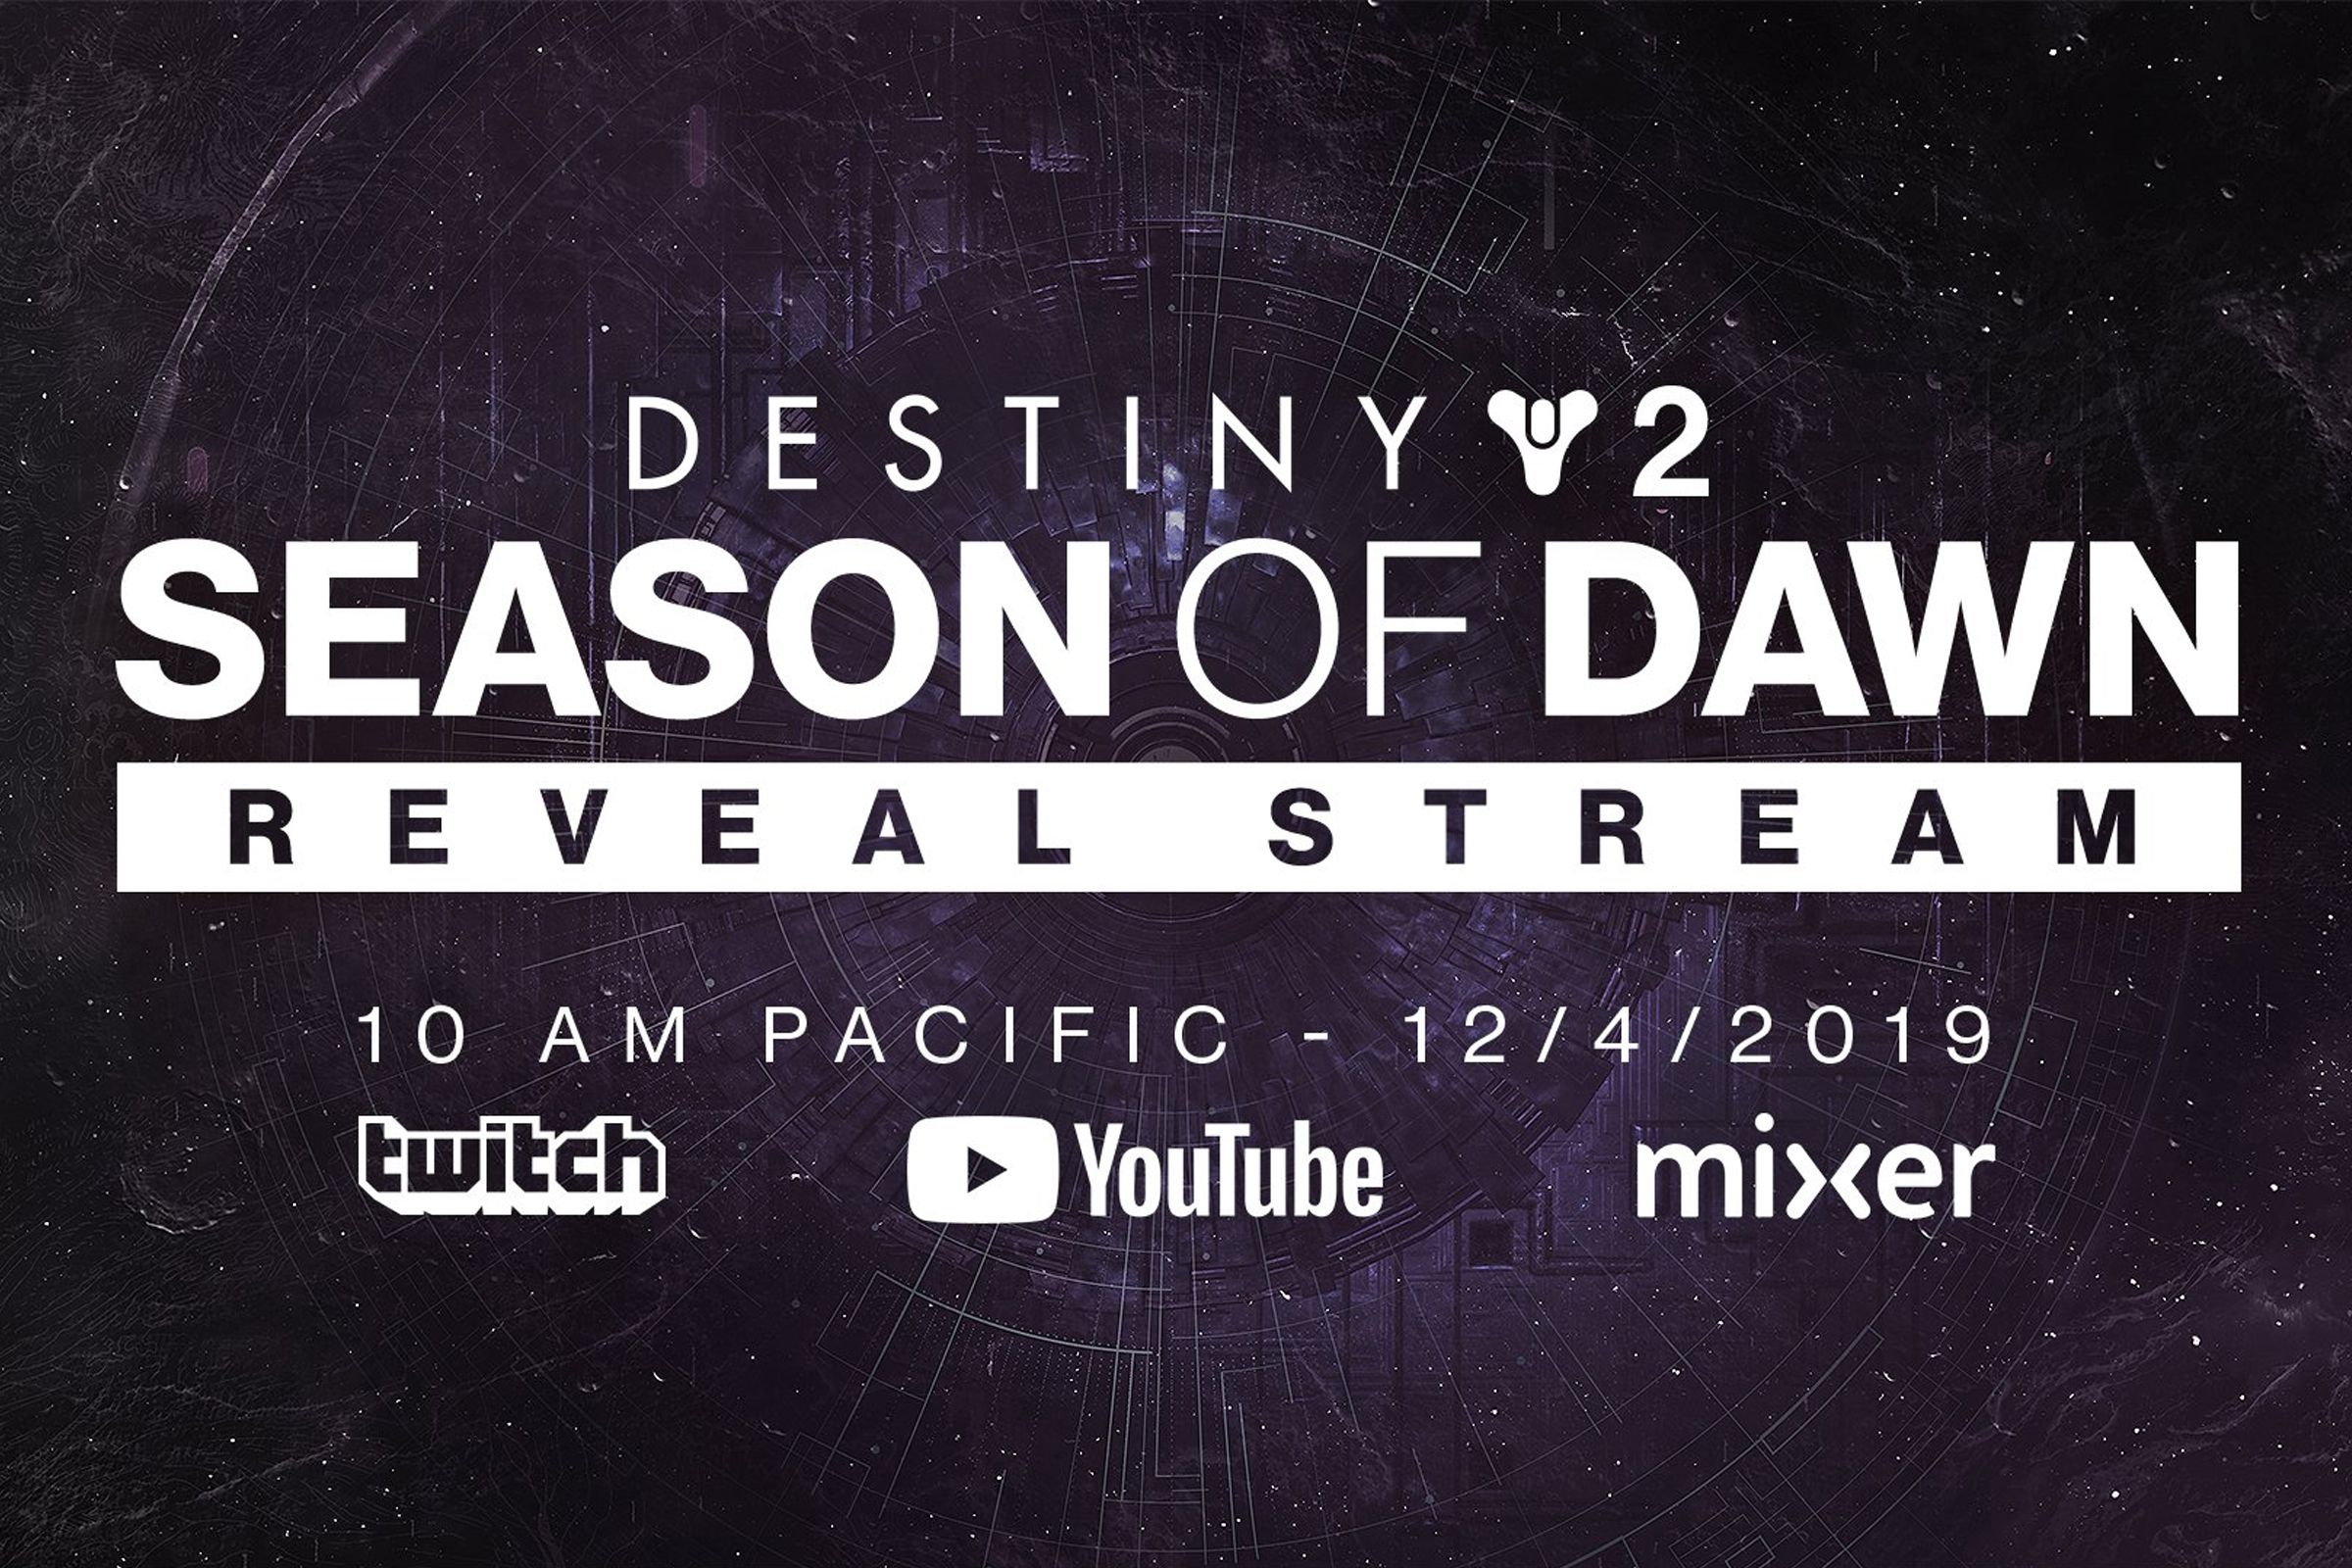 DESTINY 2
SEASON OF DAWN
REVEAL STREAM
10 AM PACIFIC - 12/4/2019
twitch YouTube mixer